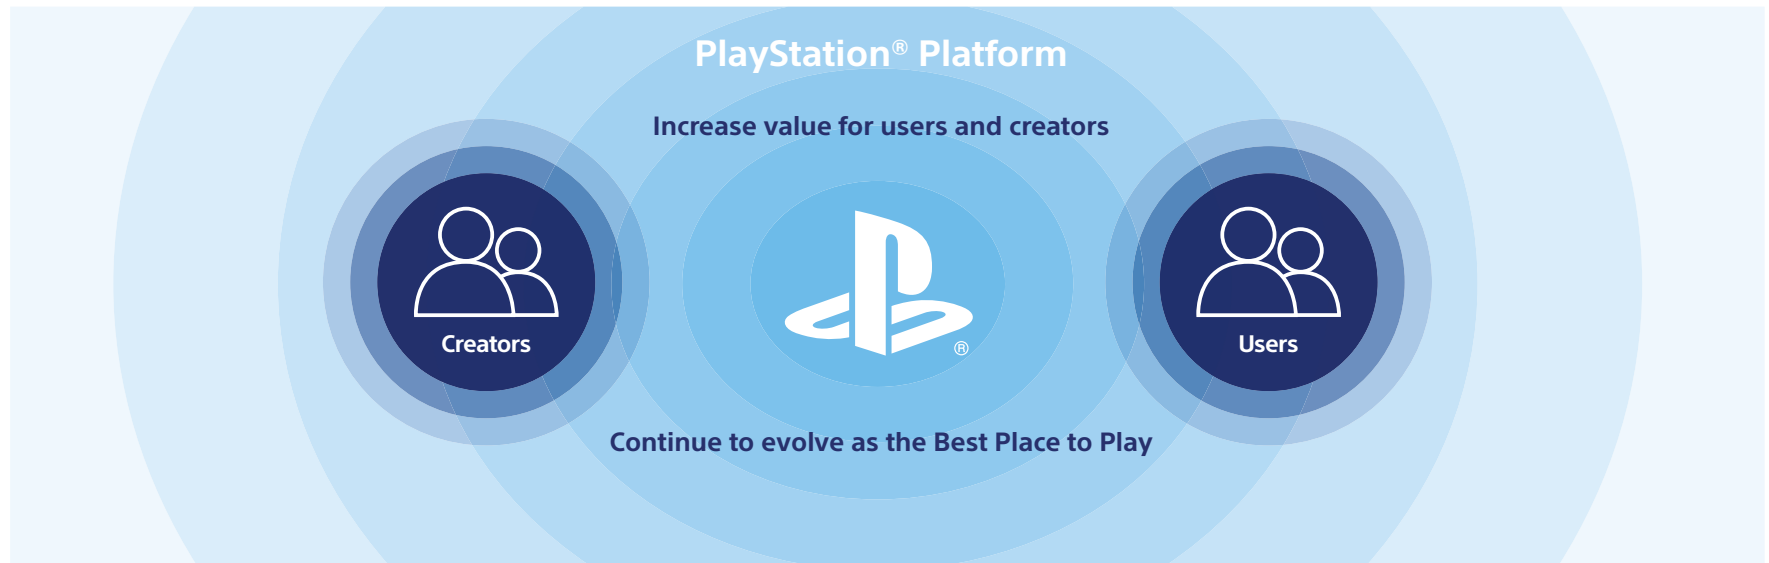 PlayStation® Platform
Increase value for users and creators
Creators
®
Users
Continue to evolve as the Best Place to Play